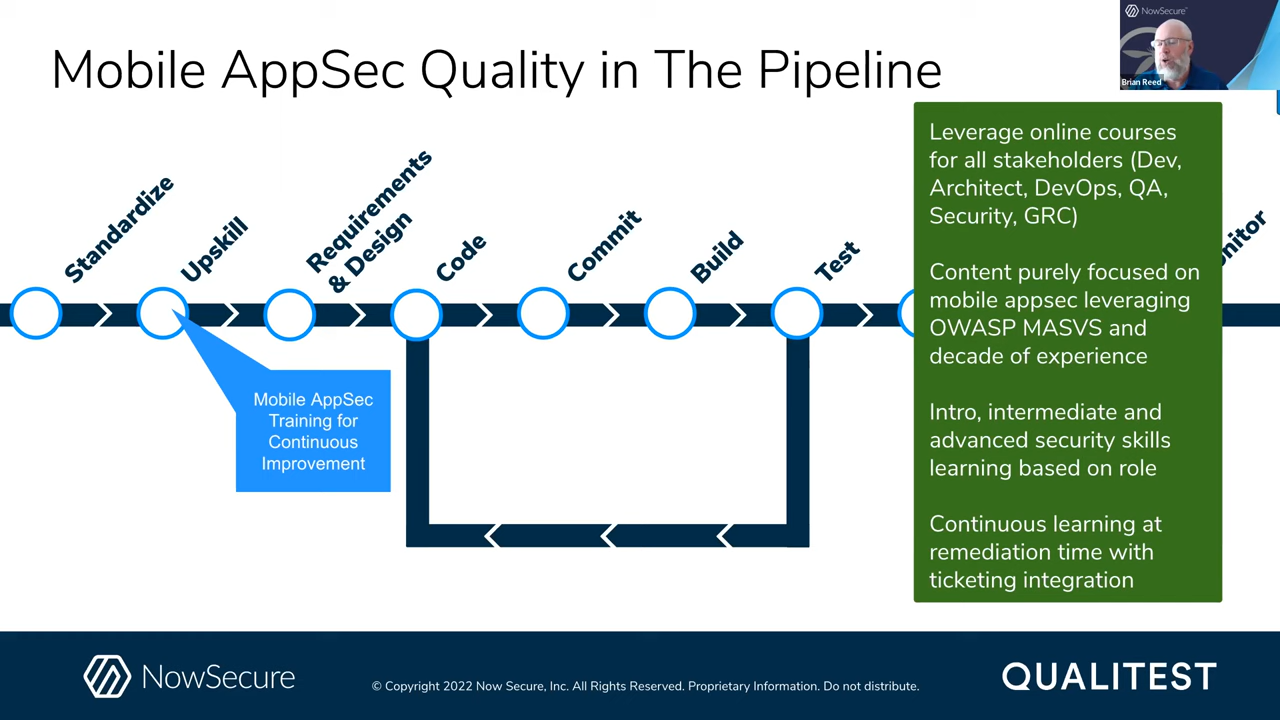 Mobile AppSec Quality in The Pipeline
NowSecure
Brian Reed
Standardize
Upskill
Requirements
& Design
Code
Commit
Build
Test
Leverage online courses
for all stakeholders (Dev,
Architect, DevOps, QA,
Security, GRC)
Content purely focused on
mobile appsec leveraging
OWASP MASVS and
decade of experience
Intro, intermediate and
advanced security skills
learning based on role
Continuous learning at
remediation time with
ticketing integration
Mobile AppSec
Training for
Continuous
Improvement
NowSecure
© Copyright 2022 Now Secure, Inc. All Rights Reserved. Proprietary Information. Do not distribute.
QUALITEST